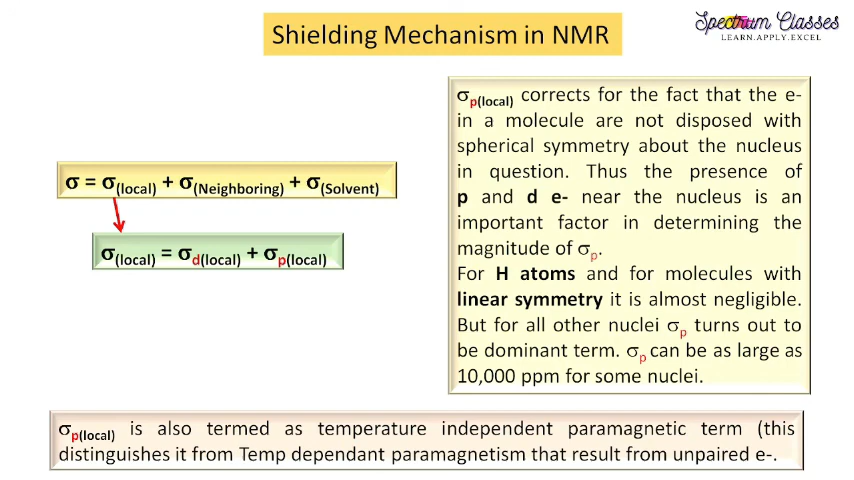 Shielding Mechanism in NMR
Spectrum Classes
LEARN.APPLY.EXCEL
σ = σ(local) + σ(Neighboring) + σ(Solvent)
σ(local) = σd(local) + σp(local)
σp(local) corrects for the fact that the e-
in a molecule are not disposed with
spherical symmetry about the nucleus
in question. Thus the presence of
p and d e- near the nucleus is an
important factor in determining the
magnitude of σp.
For H atoms and for molecules with
linear symmetry it is almost negligible.
But for all other nuclei σp turns out to
be dominant term. σp can be as large as
10,000 ppm for some nuclei.
σp(local) is also termed as temperature independent paramagnetic term (this
distinguishes it from Temp dependant paramagnetism that result from unpaired e-.